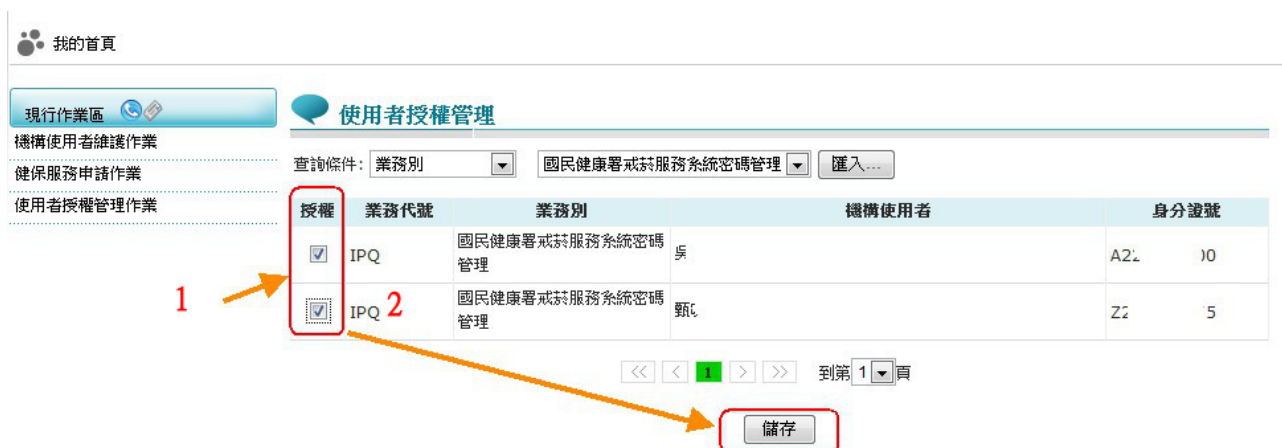 我的首頁
現行作業區
機構使用者維護作業
健保服務申請作業
使用者授權管理作業
使用者授權管理
查詢條件: 業務別 國民健康署戒菸服務系統密碼管理 匯入...
授權 業務代號 業務別 機構使用者 身分證號
IPQ 國民健康署戒菸服務系統密碼 吳 A22 00
管理
1
IPQ 2 國民健康署戒菸服務系統密碼 甄 Z2 5
管理
<< < 1 > >> 到第 1 頁
儲存